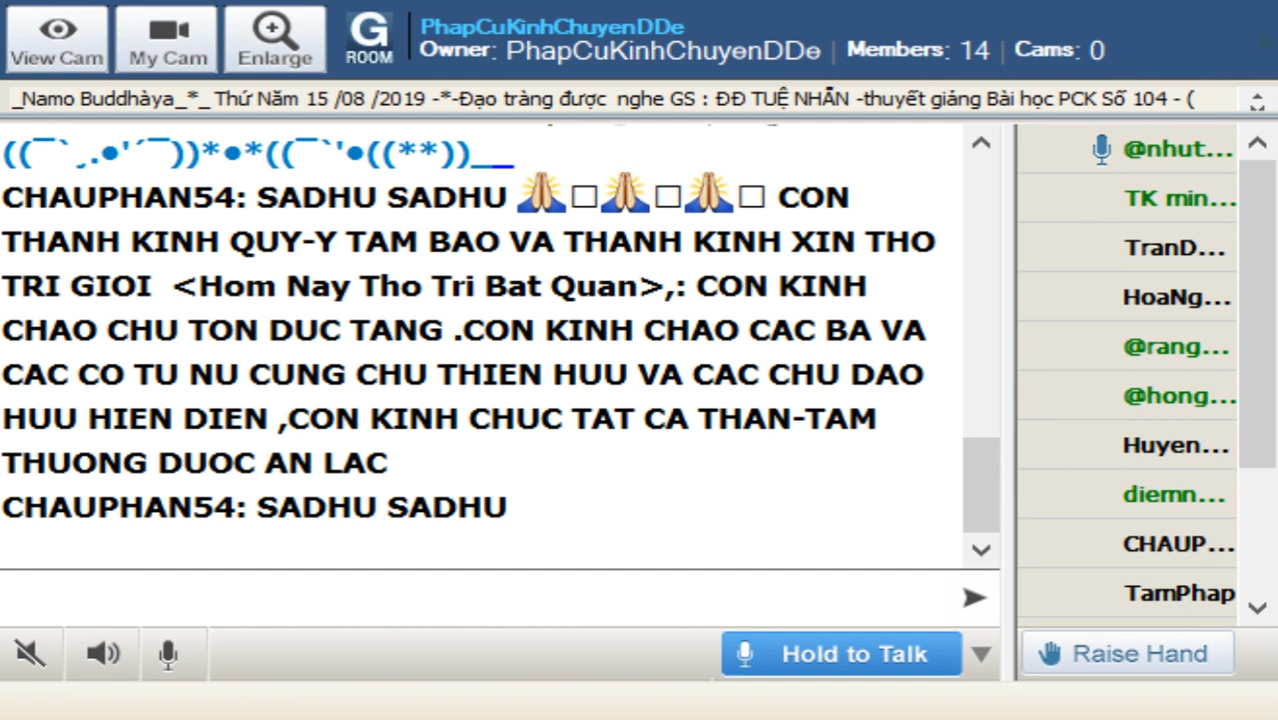 View Cam
My Cam
Enlarge
G
ROOM
PhapCuKinhChuyenDDe
Owner: PhapCuKinhChuyenDDe | Members: 14 | Cams: 0
_Namo Buddhàya_*_ Thứ Năm 15 /08 /2019 -*-Đạo tràng được nghe GS : ĐĐ TUỆ NHẪN -thuyết giảng Bài học PCK Số 104 - (
((¯`¸.●'´¯))*●*((¯`'●((**))__
CHAUPHAN54: SADHU SADHU 🙏□🙏□🙏□ CON
THANH KINH QUY-Y TAM BAO VA THANH KINH XIN THO
TRI GIOI <Hom Nay Tho Tri Bat Quan>,: CON KINH
CHAO CHU TON DUC TANG .CON KINH CHAO CAC BA VA
CAC CO TU NU CUNG CHU THIEN HUU VA CAC CHU DAO
HUU HIEN DIEN ,CON KINH CHUC TAT CA THAN-TAM
THUONG DUOC AN LAC
CHAUPHAN54: SADHU SADHU
@nhut...
TK min...
TranD...
HoaNg...
@rang...
@hong...
Huyen...
diemn...
CHAUP...
TamPhap
Hold to Talk
Raise Hand